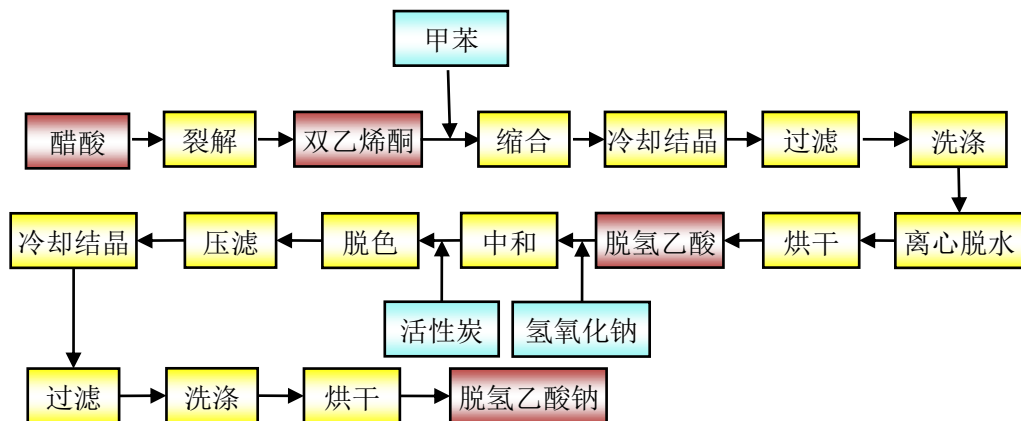 甲苯
醋酸 裂解 双乙烯酮 缩合 冷却结晶 过滤 洗涤
冷却结晶 压滤 脱色 中和 脱氢乙酸 烘干 离心脱水
活性炭 氢氧化钠
过滤 洗涤 烘干 脱氢乙酸钠